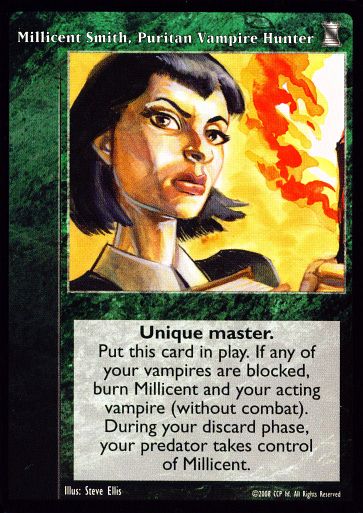 Millicent Smith, Puritan Vampire Hunter
Unique master.
Put this card in play. If any of
your vampires are blocked,
burn Millicent and your acting
vampire (without combat).
During your discard phase,
your predator takes control
of Millicent.
Illus: Steve Ellis
©2008 CCP hf. All Rights Reserved